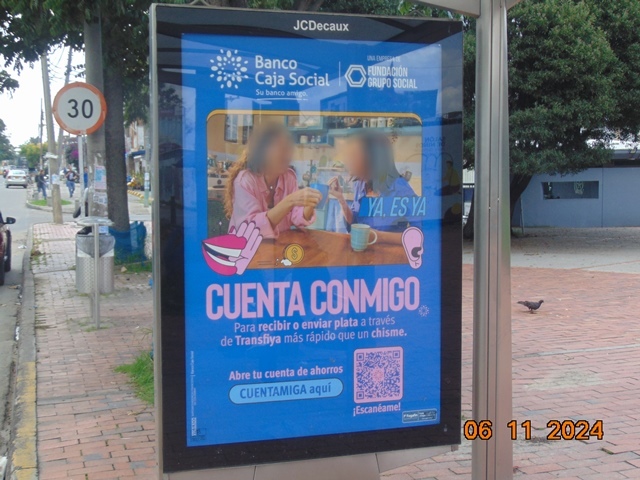 JCDecaux
Banco
Caja Social
Su banco amigo.
UNA EMPRESA DE
FUNDACIÓN
GRUPO SOCIAL
30
YA. ES YA
CUENTA CONMIGO
Para recibir o enviar plata a través
de Transfiya más rápido que un chisme.
Abre tu cuenta de ahorros
CUENTAMIGA aquí
¡Escanéame!
06 11 2024